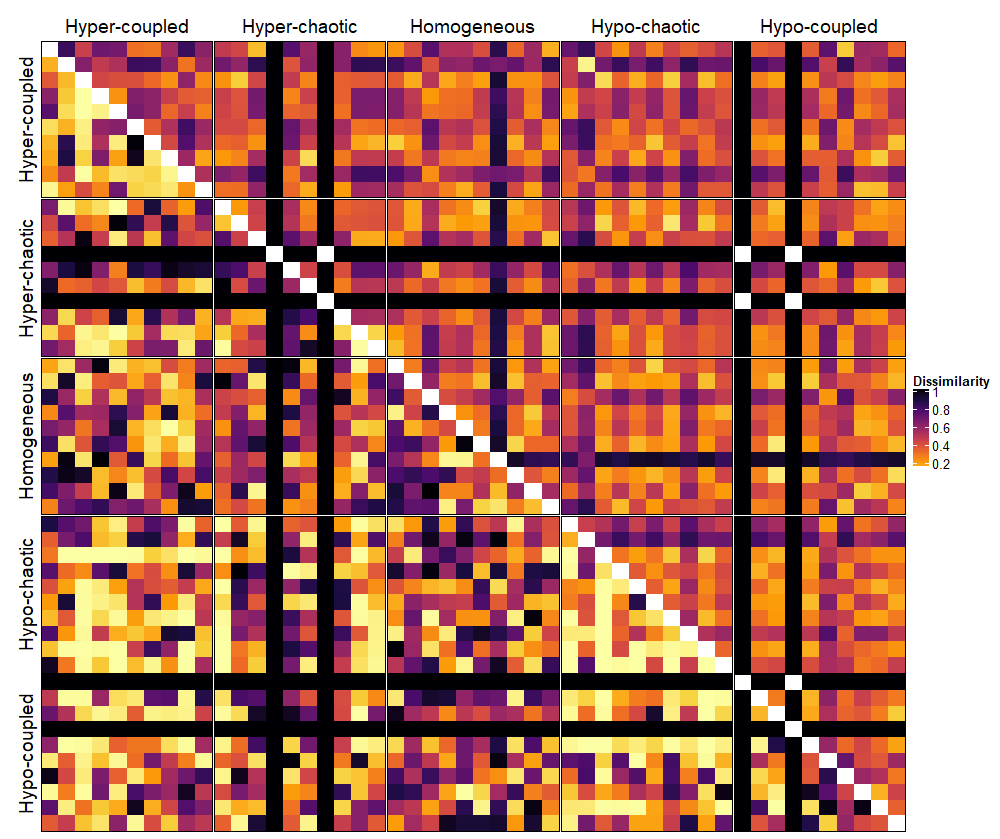 Hyper-coupled Hyper-chaotic Homogeneous Hypo-chaotic Hypo-coupled
Hyper-coupled
Hyper-chaotic
Homogeneous
Hypo-chaotic
Hypo-coupled
Dissimilarity
1
0.8
0.6
0.4
0.2